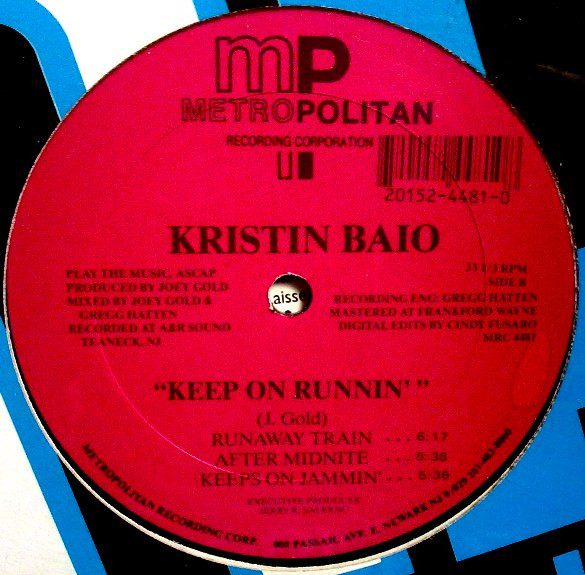 mP
METROPOLITAN
RECORDING CORPORATION
20152-4481-0
KRISTIN BAIO
PLAY THE MUSIC, ASCAP
PRODUCED BY JOEY GOLD
MIXED BY JOEY GOLD &
GREGG HATTEN
RECORDED AT A&R SOUND
TEANECK, NJ
aisse
33 1/3 RPM
SIDE B
RECORDING ENG: GREGG HATTEN
MASTERED AT FRANKFORD WAYNE
DIGITAL EDITS BY CINDY FUSARO
MRC 4481
"KEEP ON RUNNIN' "
(J. Gold)
RUNAWAY TRAIN ... 6:17
AFTER MIDNITE ... 5:36
KEEPS ON JAMMIN' ... 5:36
EXECUTIVE PRODUCER
METROPOLITAN RECORDING CORP. PASSAIC AVE. E. NEWARK NJ